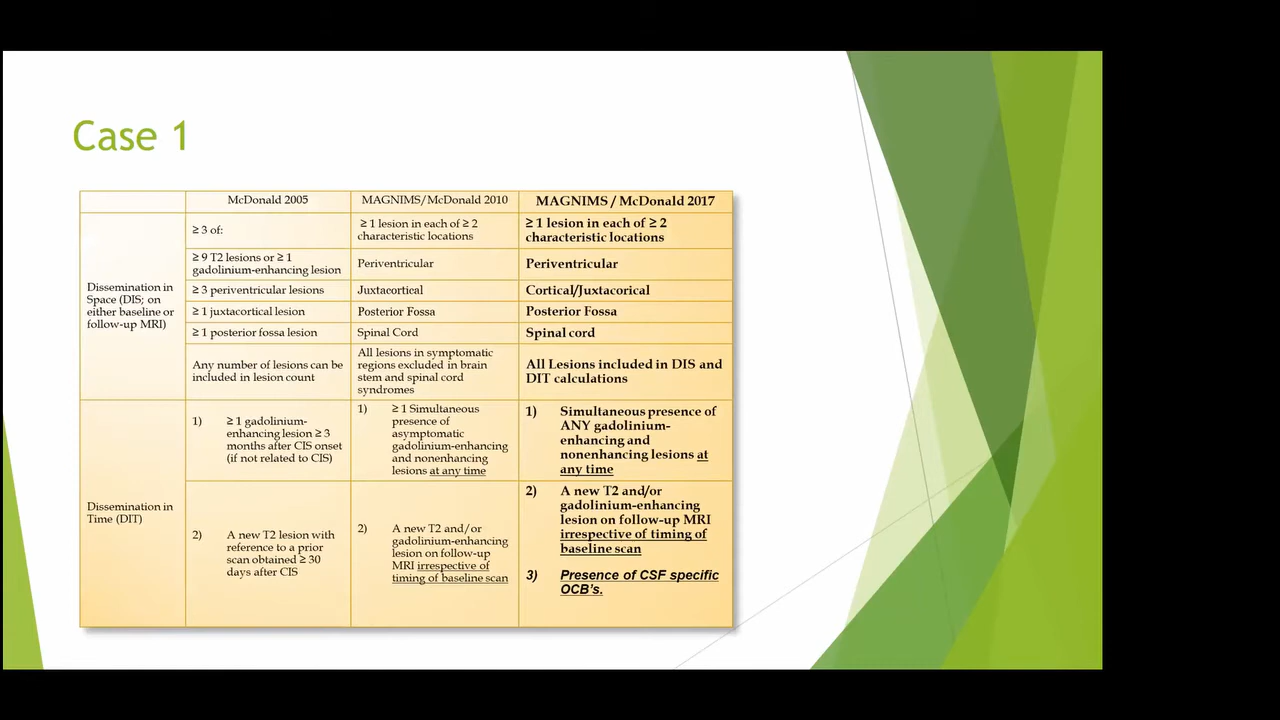 Case 1
McDonald 2005
MAGNIMS/McDonald 2010
MAGNIMS / McDonald 2017
Dissemination in
Space (DIS; on
either baseline or
follow-up MRI)
≥ 3 of:
≥ 1 lesion in each of ≥ 2
characteristic locations
≥ 1 lesion in each of ≥ 2
characteristic locations
≥ 9 T2 lesions or ≥ 1
gadolinium-enhancing lesion
Periventricular
Periventricular
≥ 3 periventricular lesions
Juxtacortical
Cortical/Juxtacorical
≥ 1 juxtacortical lesion
Posterior Fossa
Posterior Fossa
≥ 1 posterior fossa lesion
Spinal Cord
Spinal cord
Any number of lesions can be
included in lesion count
All lesions in symptomatic
regions excluded in brain
stem and spinal cord
syndromes
All Lesions included in DIS and
DIT calculations
Dissemination in
Time (DIT)
1) ≥ 1 gadolinium-
enhancing lesion ≥ 3
months after CIS onset
(if not related to CIS)
1) ≥ 1 Simultaneous
presence of
asymptomatic
gadolinium-enhancing
and nonenhancing
lesions at any time
1) Simultaneous presence of
ANY gadolinium-
enhancing and
nonenhancing lesions at
any time
2) A new T2 lesion with
reference to a prior
scan obtained ≥ 30
days after CIS
2) A new T2 and/or
gadolinium-enhancing
lesion on follow-up
MRI irrespective of
timing of baseline scan
2) A new T2 and/or
gadolinium-enhancing
lesion on follow-up MRI
irrespective of timing of
baseline scan
3) Presence of CSF specific
OCB's.